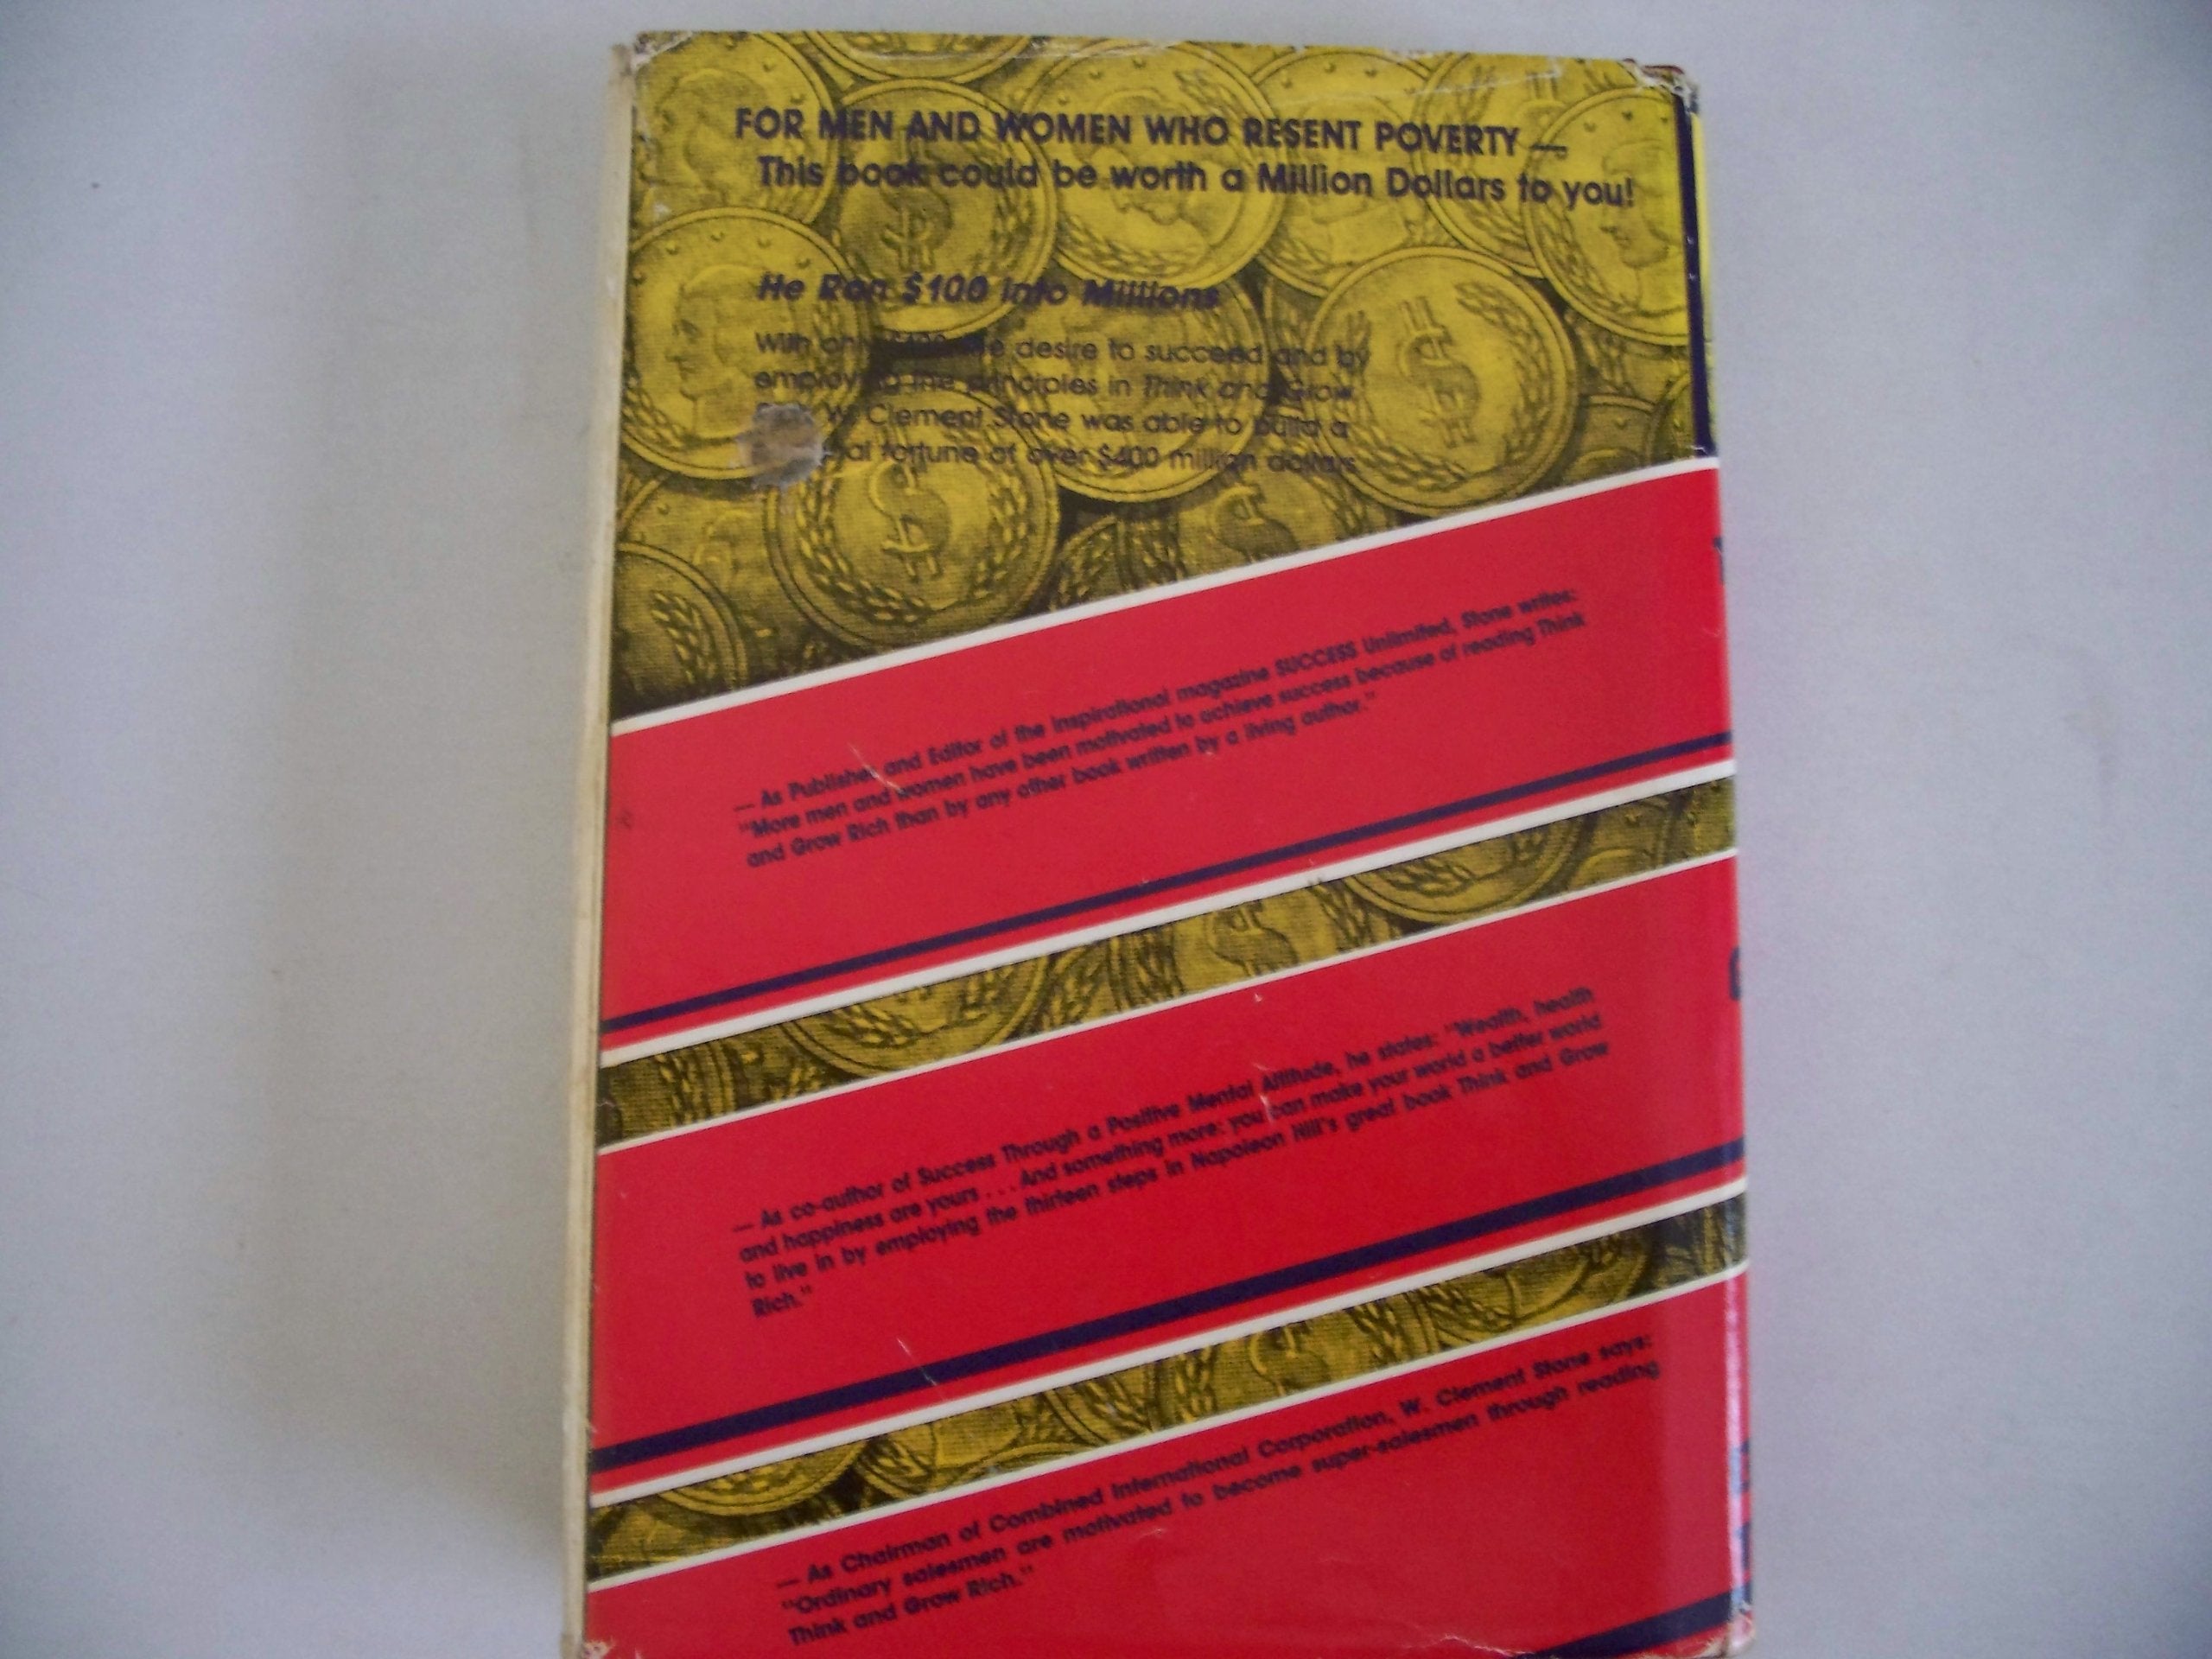 FOR MEN AND WOMEN WHO RESENT POVERTY —
This book could be worth a Million Dollars to you!
He Ran $100 into Millions
With desire to succeed and by
employing the principles in Think and Grow
W. Clement Stone was able to build a
fortune of over $400 million dollars
— As Publisher and Editor of the inspirational magazine SUCCESS Unlimited, Stone writes:
"More men and women have been motivated to achieve success because of reading Think
and Grow Rich than by any other book written by a living author."
— As co-author of Success Through a Positive Mental Attitude, he states: "Wealth, health
and happiness are yours . . . And something more: you can make your world a better world
to live in by employing the thirteen steps in Napoleon Hill's great book Think and Grow
Rich."
— As Chairman of Combined International Corporation, W. Clement Stone says:
"Ordinary salesmen are motivated to become super-salesmen through reading
Think and Grow Rich."